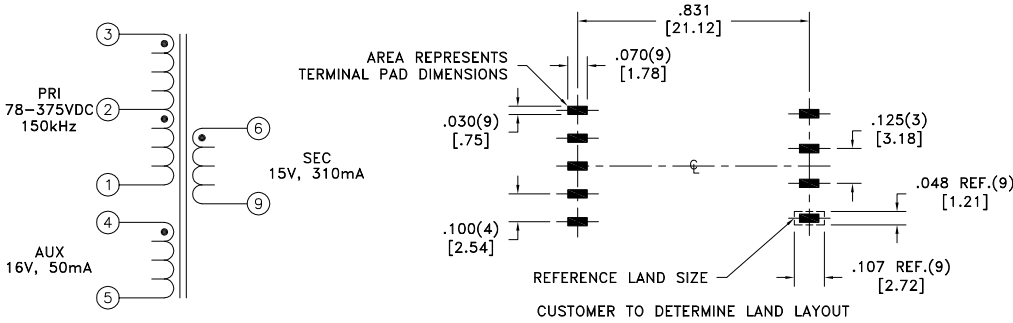 3
PRI
78-375VDC
150kHz
2
1
4
AUX
16V, 50mA
5
6
SEC
15V, 310mA
9
.831
[21.12]
AREA REPRESENTS
TERMINAL PAD DIMENSIONS
.070(9)
[1.78]
.030(9)
[.75]
.125(3)
[3.18]
℄
.048 REF.(9)
[1.21]
.100(4)
[2.54]
REFERENCE LAND SIZE
.107 REF.(9)
[2.72]
CUSTOMER TO DETERMINE LAND LAYOUT